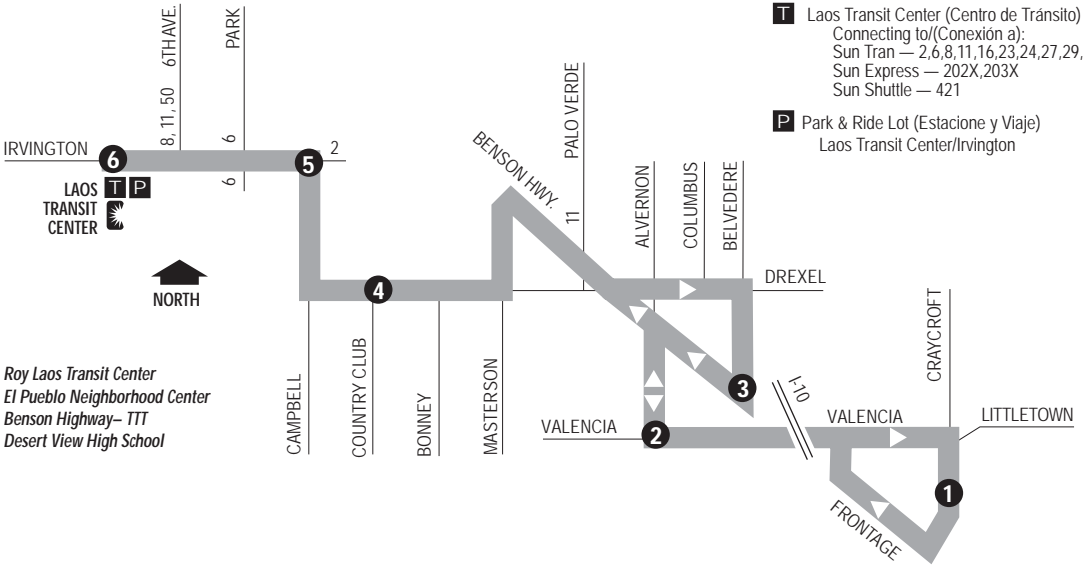 T Laos Transit Center (Centro de Tránsito)
Connecting to/(Conexión a):
Sun Tran — 2,6,8,11,16,23,24,27,29,
Sun Express — 202X,203X
Sun Shuttle — 421
P Park & Ride Lot (Estacione y Viaje)
Laos Transit Center/Irvington
8, 11, 50 6THAVE.
PARK
6
6
IRVINGTON
6
5
2
LAOS T P
TRANSIT
CENTER
NORTH
BENSON HWY.
PALO VERDE
11
ALVERNON
COLUMBUS
BELVEDERE
DREXEL
4
3
CAMPBELL
COUNTRY CLUB
BONNEY
MASTERSON
VALENCIA
2
I-10
VALENCIA
CRAYCROFT
LITTLETOWN
1
FRONTAGE
Roy Laos Transit Center
El Pueblo Neighborhood Center
Benson Highway– TTT
Desert View High School